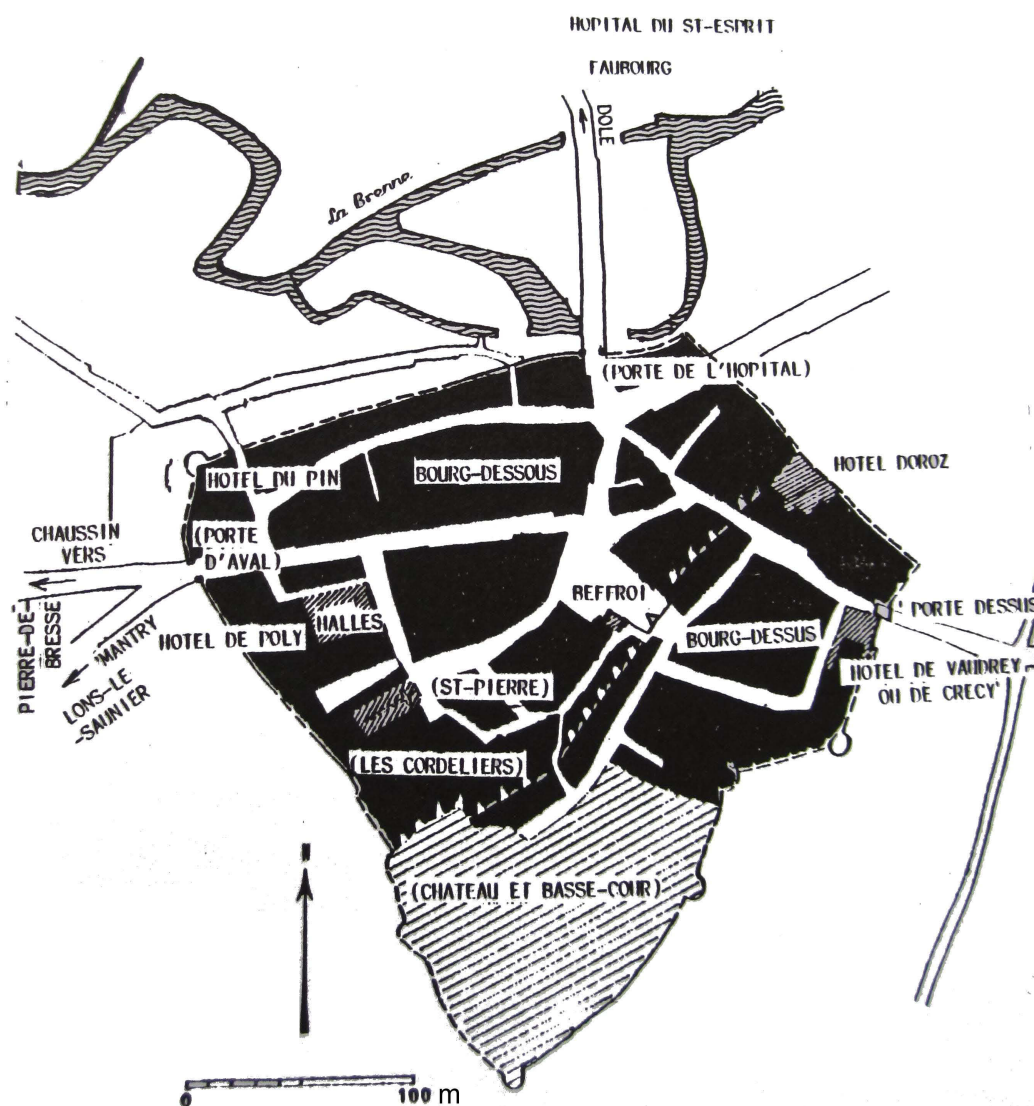 HOPITAL DU ST-ESPRIT
FAUBOURG
DOLE
La Brenne
(PORTE DE L'HOPITAL)
HOTEL DU PIN
BOURG-DESSOUS
HOTEL DOROZ
CHAUSSIN
VERS
(PORTE
D'AVAL)
PIERRE-DE-
BRESSE
MANTRY
LONS-LE
-SAUNIER
HOTEL DE POLY
HALLES
BEFFROI
BOURG-DESSUS
PORTE DESSUS
HOTEL DE VAUDREY
OU DE CRECY
(ST-PIERRE)
(LES CORDELIERS)
(CHATEAU ET BASSE-COUR)
N
0 100 m